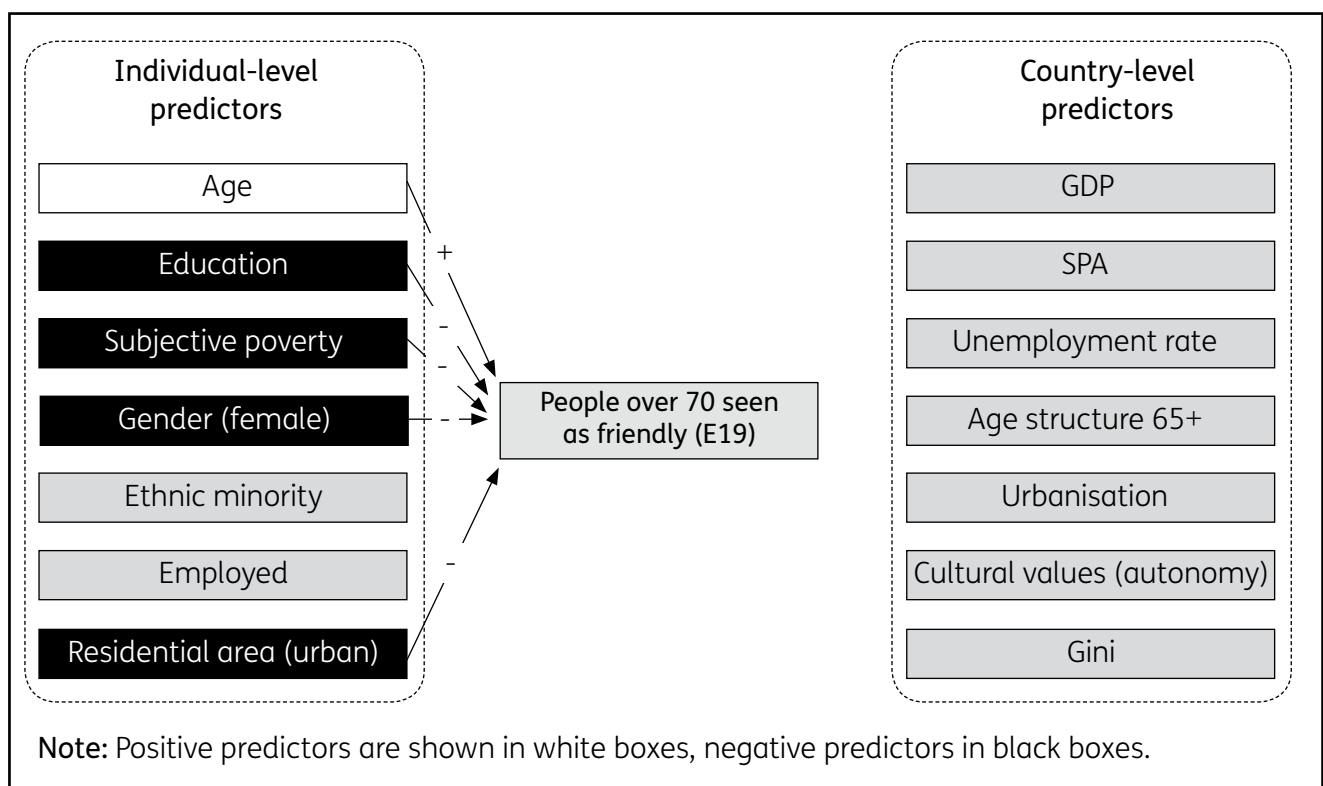 Individual-level
predictors
Age
Education
Subjective poverty
Gender (female)
Ethnic minority
Employed
Residential area (urban)
+
-
-
-
-
People over 70 seen
as friendly (E19)
Country-level
predictors
GDP
SPA
Unemployment rate
Age structure 65+
Urbanisation
Cultural values (autonomy)
Gini
Note: Positive predictors are shown in white boxes, negative predictors in black boxes.